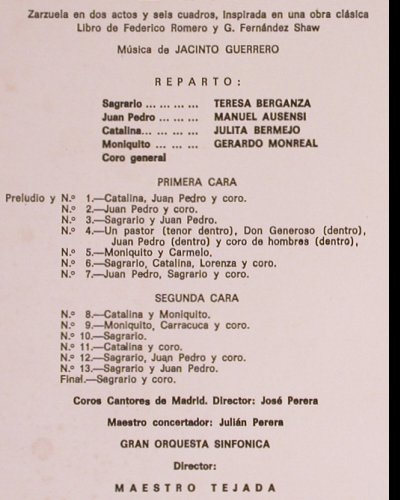 Zarzuela en dos actos y seis cuadros, inspirada en una obra clásica
Libro de Federico Romero y G. Fernández Shaw
Música de JACINTO GUERRERO
REPARTO:
Sagrario ... ... ... ... TERESA BERGANZA
Juan Pedro ... ... ... MANUEL AUSENSI
Catalina... ... ... ... JULITA BERMEJO
Moniquito ... ... ... GERARDO MONREAL
Coro general
PRIMERA CARA
Preludio y N.º 1.—Catalina, Juan Pedro y coro.
N.º 2.—Juan Pedro y coro.
N.º 3.—Sagrario y Juan Pedro.
N.º 4.—Un pastor (tenor dentro), Don Generoso (dentro),
Juan Pedro (dentro) y coro de hombres (dentro),
N.º 5.—Moniquito y Carmelo.
N.º 6.—Sagrario, Catalina, Lorenza y coro.
N.º 7.—Juan Pedro, Sagrario y coro.
SEGUNDA CARA
N.º 8.—Catalina y Moniquito.
N.º 9.—Moniquito, Carracuca y coro.
N.º 10.—Sagrario.
N.º 11.—Catalina y coro.
N.º 12.—Sagrario, Juan Pedro y coro.
N.º 13.—Sagrario y Juan Pedro.
Final.—Sagrario y coro.
Coros Cantores de Madrid. Director: José Perera
Maestro concertador: Julián Perera
GRAN ORQUESTA SINFONICA
Director:
MAESTRO TEJADA